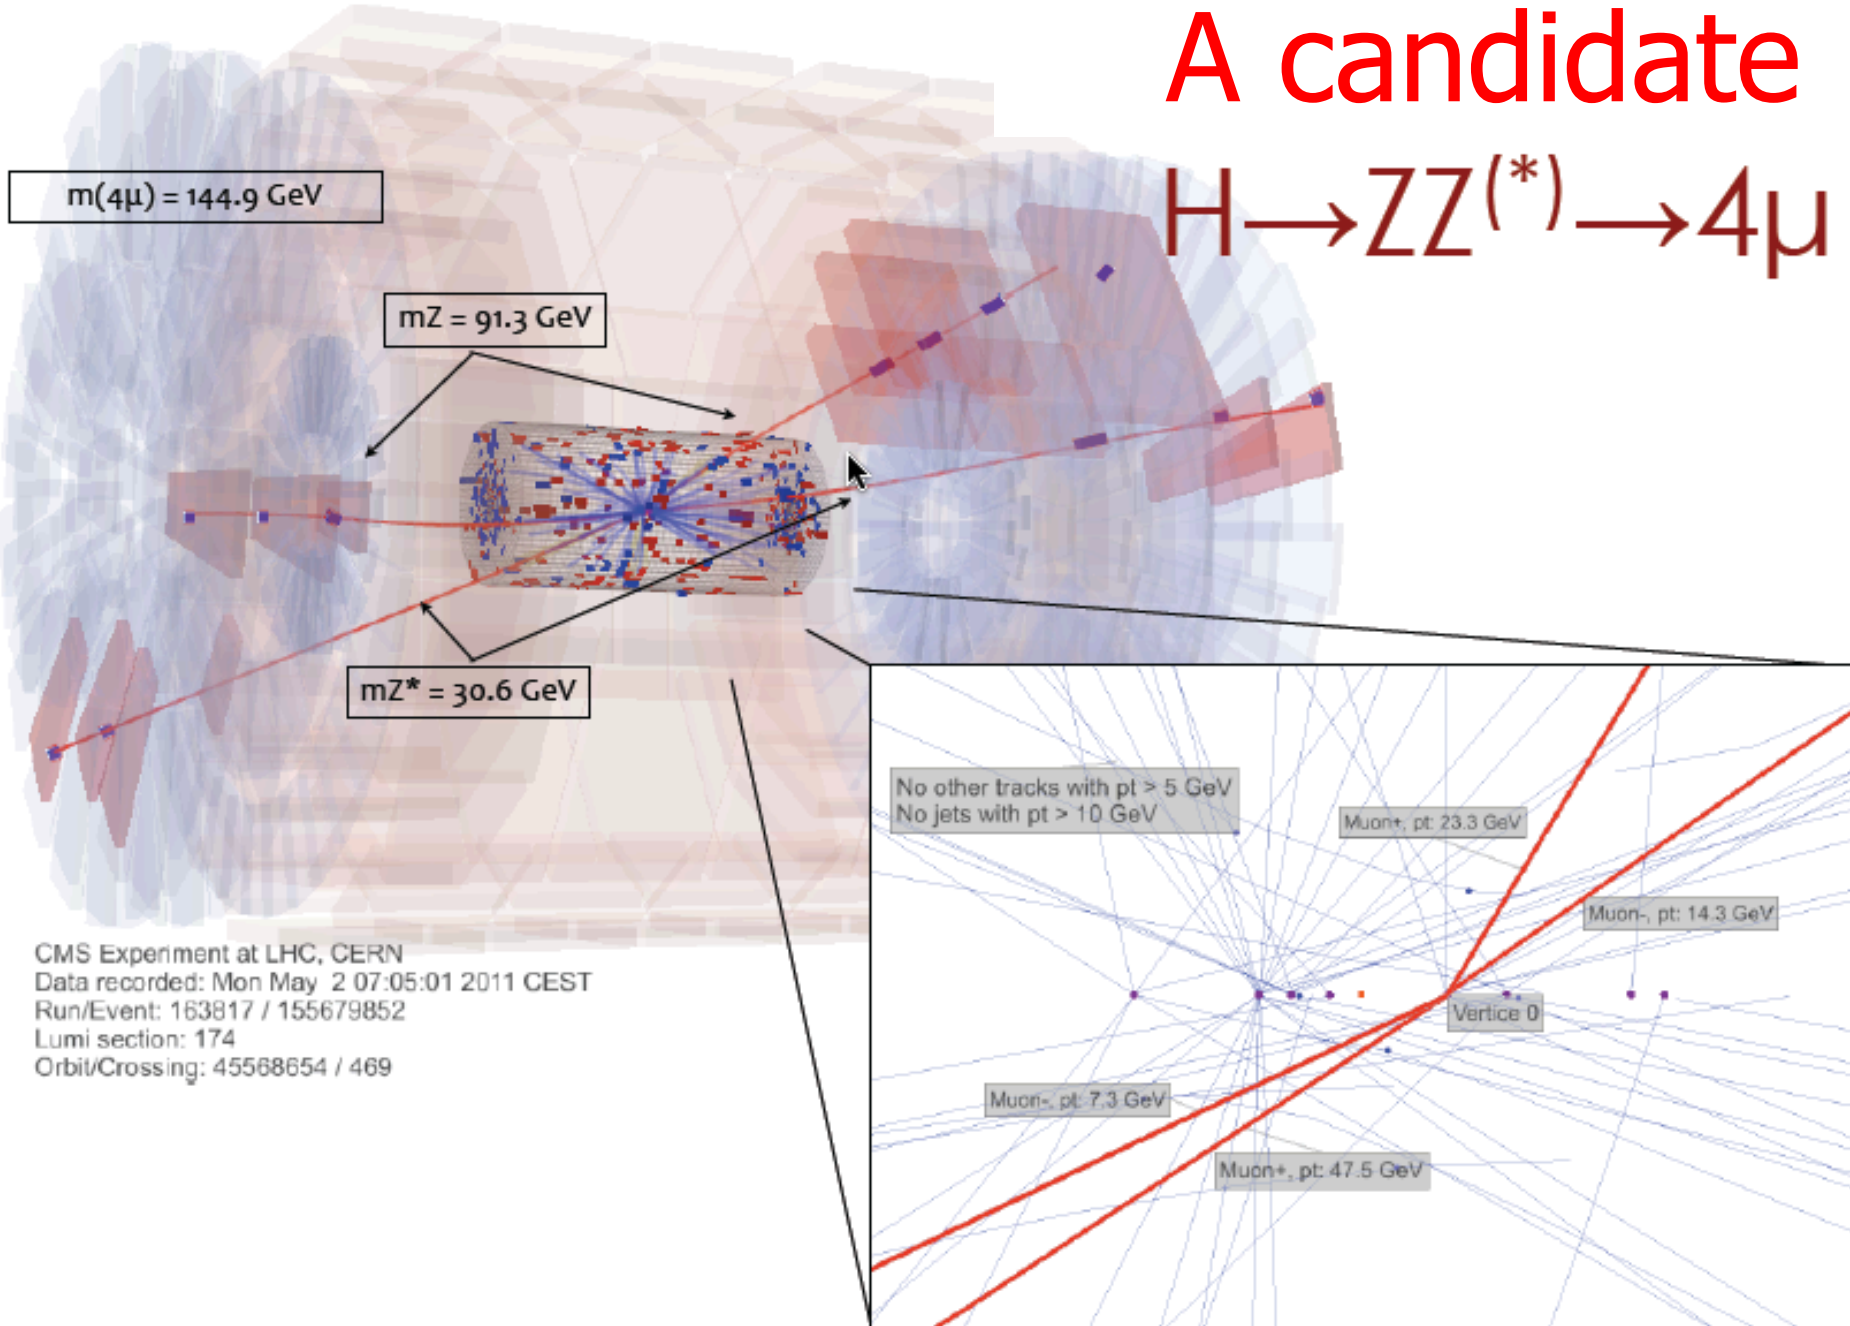 A candidate
H→ZZ(*)→4μ
m(4μ) = 144.9 GeV
mZ = 91.3 GeV
mZ* = 30.6 GeV
No other tracks with pt > 5 GeV
No jets with pt > 10 GeV
Muon+, pt: 23.3 GeV
Muon-, pt: 14.3 GeV
Vertice 0
Muon-, pt: 7.3 GeV
Muon+, pt: 47.5 GeV
CMS Experiment at LHC, CERN
Data recorded: Mon May 2 07:05:01 2011 CEST
Run/Event: 163817 / 155679852
Lumi section: 174
Orbit/Crossing: 45568654 / 469